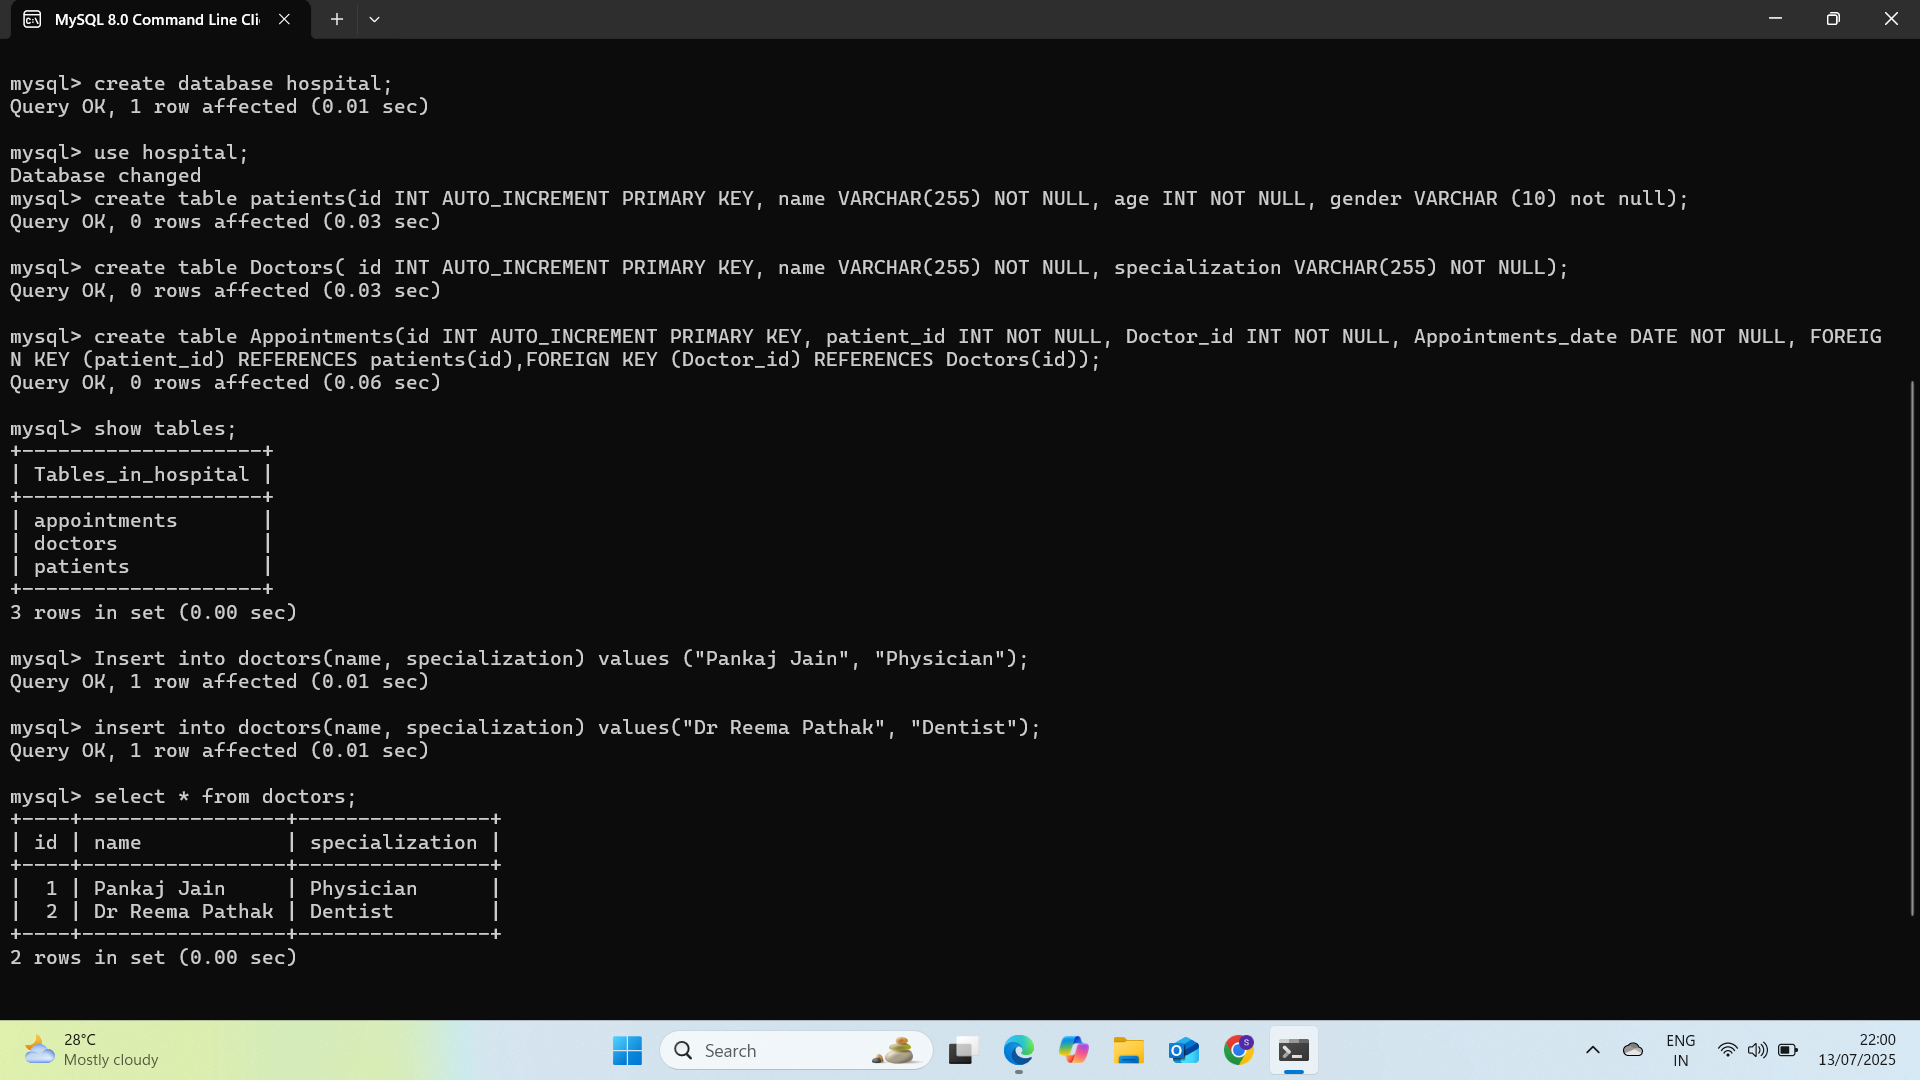 MySQL 8.0 Command Line Cli
mysql> create database hospital;
Query OK, 1 row affected (0.01 sec)
mysql> use hospital;
Database changed
mysql> create table patients(id INT AUTO_INCREMENT PRIMARY KEY, name VARCHAR(255) NOT NULL, age INT NOT NULL, gender VARCHAR (10) not null);
Query OK, 0 rows affected (0.03 sec)
mysql> create table Doctors( id INT AUTO_INCREMENT PRIMARY KEY, name VARCHAR(255) NOT NULL, specialization VARCHAR(255) NOT NULL);
Query OK, 0 rows affected (0.03 sec)
mysql> create table Appointments(id INT AUTO_INCREMENT PRIMARY KEY, patient_id INT NOT NULL, Doctor_id INT NOT NULL, Appointments_date DATE NOT NULL, FOREIG
N KEY (patient_id) REFERENCES patients(id),FOREIGN KEY (Doctor_id) REFERENCES Doctors(id));
Query OK, 0 rows affected (0.06 sec)
mysql> show tables;
+--------------------+
| Tables_in_hospital |
+--------------------+
| appointments       |
| doctors            |
| patients           |
+--------------------+
3 rows in set (0.00 sec)
mysql> Insert into doctors(name, specialization) values ("Pankaj Jain", "Physician");
Query OK, 1 row affected (0.01 sec)
mysql> insert into doctors(name, specialization) values("Dr Reema Pathak", "Dentist");
Query OK, 1 row affected (0.01 sec)
mysql> select * from doctors;
+----+-----------------+----------------+
| id | name            | specialization |
+----+-----------------+----------------+
|  1 | Pankaj Jain     | Physician      |
|  2 | Dr Reema Pathak | Dentist        |
+----+-----------------+----------------+
2 rows in set (0.00 sec)
28°C
Mostly cloudy
Search
ENG
IN
22:00
13/07/2025